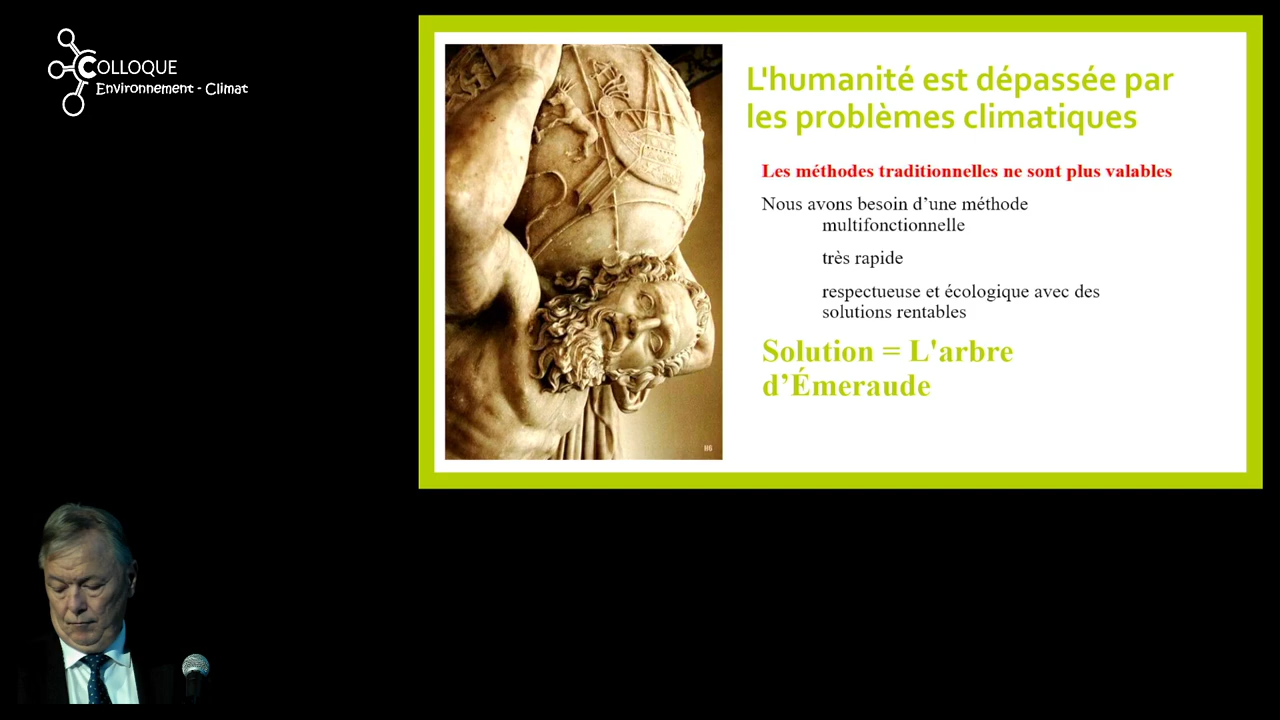 COLLOQUE
Environnement - Climat
L'humanité est dépassée par
les problèmes climatiques
Les méthodes traditionnelles ne sont plus valables
Nous avons besoin d’une méthode
multifonctionnelle
très rapide
respectueuse et écologique avec des
solutions rentables
Solution = L'arbre
d’Émeraude